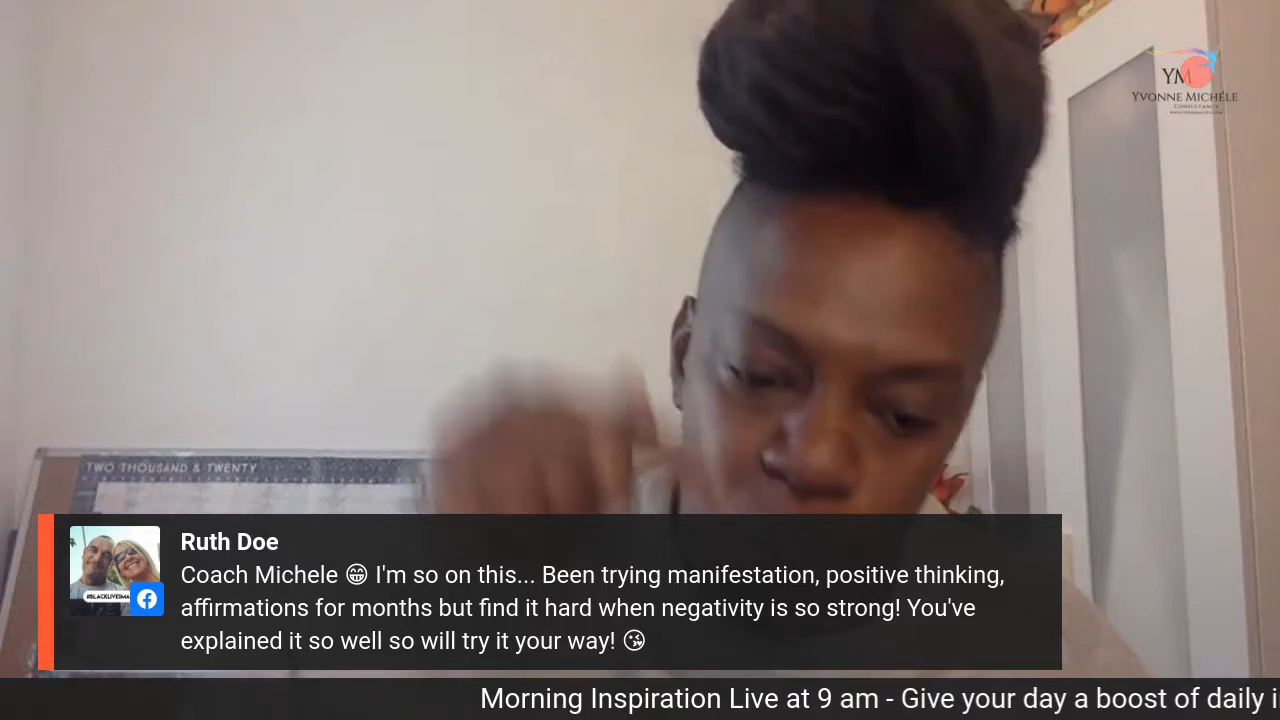 YM
YVONNE MICHÉLE
CONSULTANCY
TWO THOUSAND & TWENTY
Ruth Doe
Coach Michele 😁 I'm so on this... Been trying manifestation, positive thinking,
affirmations for months but find it hard when negativity is so strong! You've
explained it so well so will try it your way! 😘
Morning Inspiration Live at 9 am - Give your day a boost of daily i